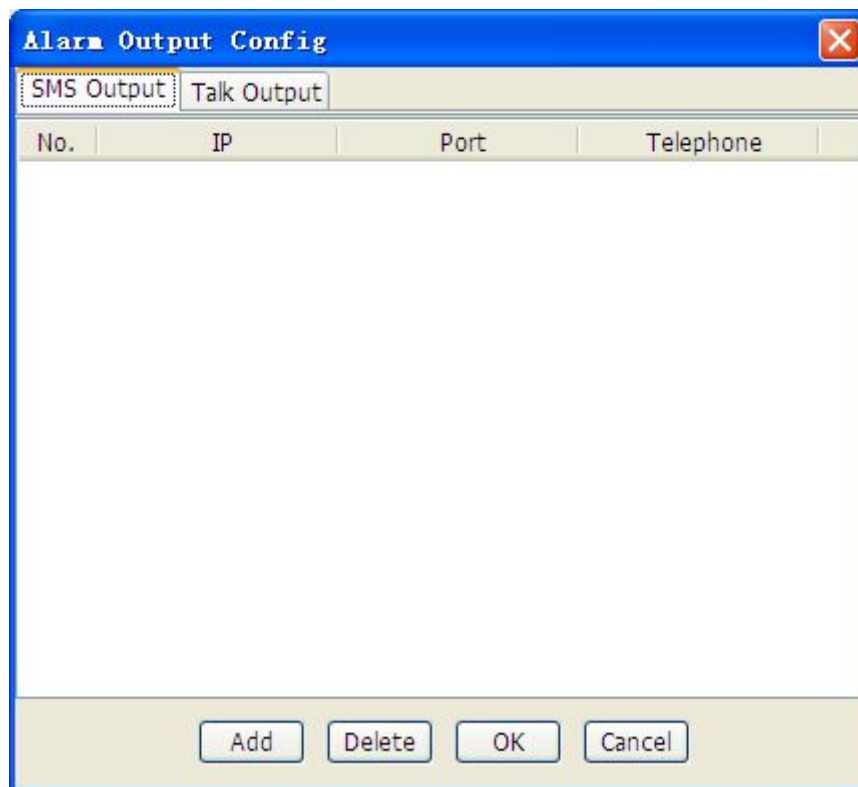 Alarm Output Config
SMS Output Talk Output
No. IP Port Telephone
Add Delete OK Cancel